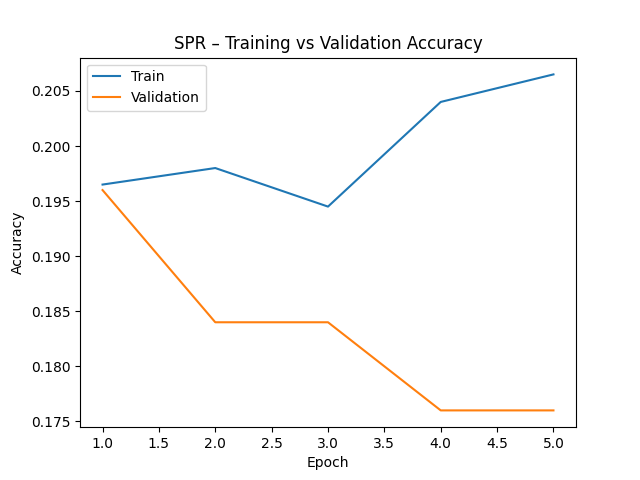 SPR – Training vs Validation Accuracy
Train
Validation
0.205
0.200
0.195
0.190
0.185
0.180
0.175
Accuracy
1.0 1.5 2.0 2.5 3.0 3.5 4.0 4.5 5.0
Epoch